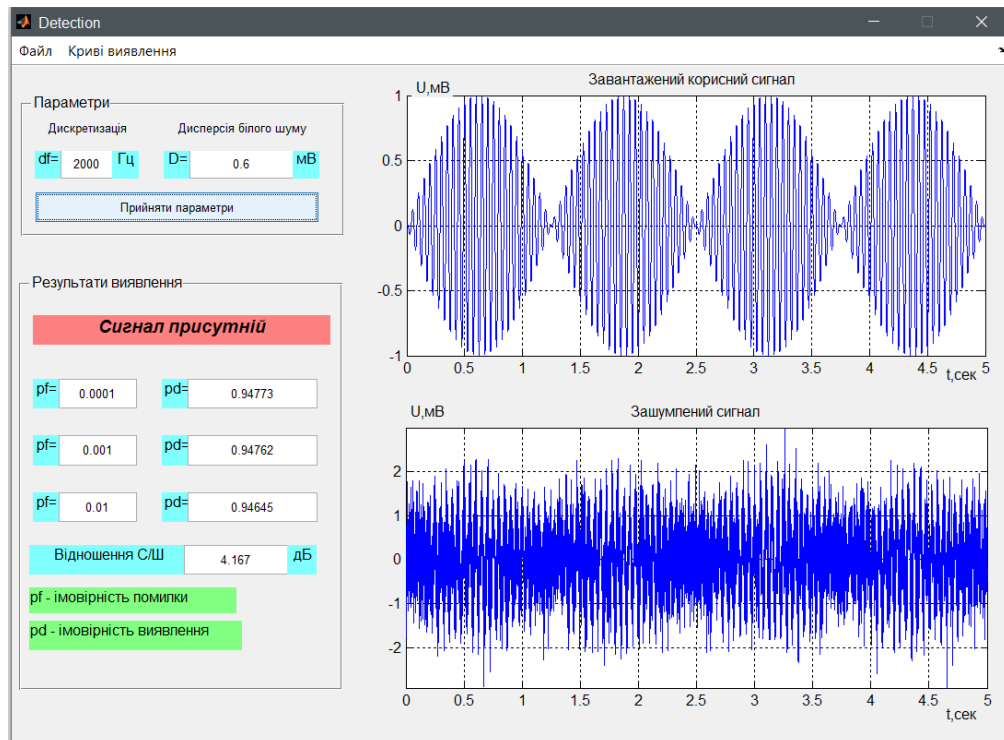 Detection
Файл Криві виявлення
Параметри
Дискретизація Дисперсія білого шуму
df= 2000 Гц D= 0.6 мВ
Прийняти параметри
Результати виявлення
Сигнал присутній
pf= 0.0001 pd= 0.94773
pf= 0.001 pd= 0.94762
pf= 0.01 pd= 0.94645
Відношення С/Ш 4.167 дБ
pf - імовірність помилки
pd - імовірність виявлення
Завантажений корисний сигнал
U,мВ
1
0.5
0
-0.5
-1
0 0.5 1 1.5 2 2.5 3 3.5 4 4.5 5
t,сек
Зашумлений сигнал
U,мВ
2
1
0
-1
-2
0 0.5 1 1.5 2 2.5 3 3.5 4 4.5 5
t,сек